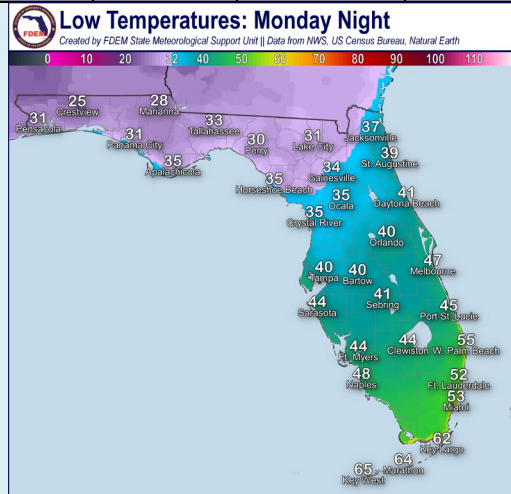 FDEM
Low Temperatures: Monday Night
Created by FDEM State Meteorological Support Unit || Data from NWS, US Census Bureau, Natural Earth
0 10 20 32 40 50 60 70 80 90 100 110
25
Crestview
28
Marianna
31
Pensacola
33
Tallahassee
31
Panama City
30
Perry
31
Lake City
37
Jacksonville
35
Apalachicola
39
St. Augustine
34
Gainesville
35
Horseshoe Beach
35
Ocala
41
Daytona Beach
35
Crystal River
40
Orlando
47
Melbourne
40
Tampa
40
Bartow
41
Sebring
44
Sarasota
45
Port St. Lucie
44
Ft. Myers
44
Clewiston
55
W. Palm Beach
48
Naples
52
Ft. Lauderdale
53
Miami
62
Key Largo
64
Marathon
65
Key West